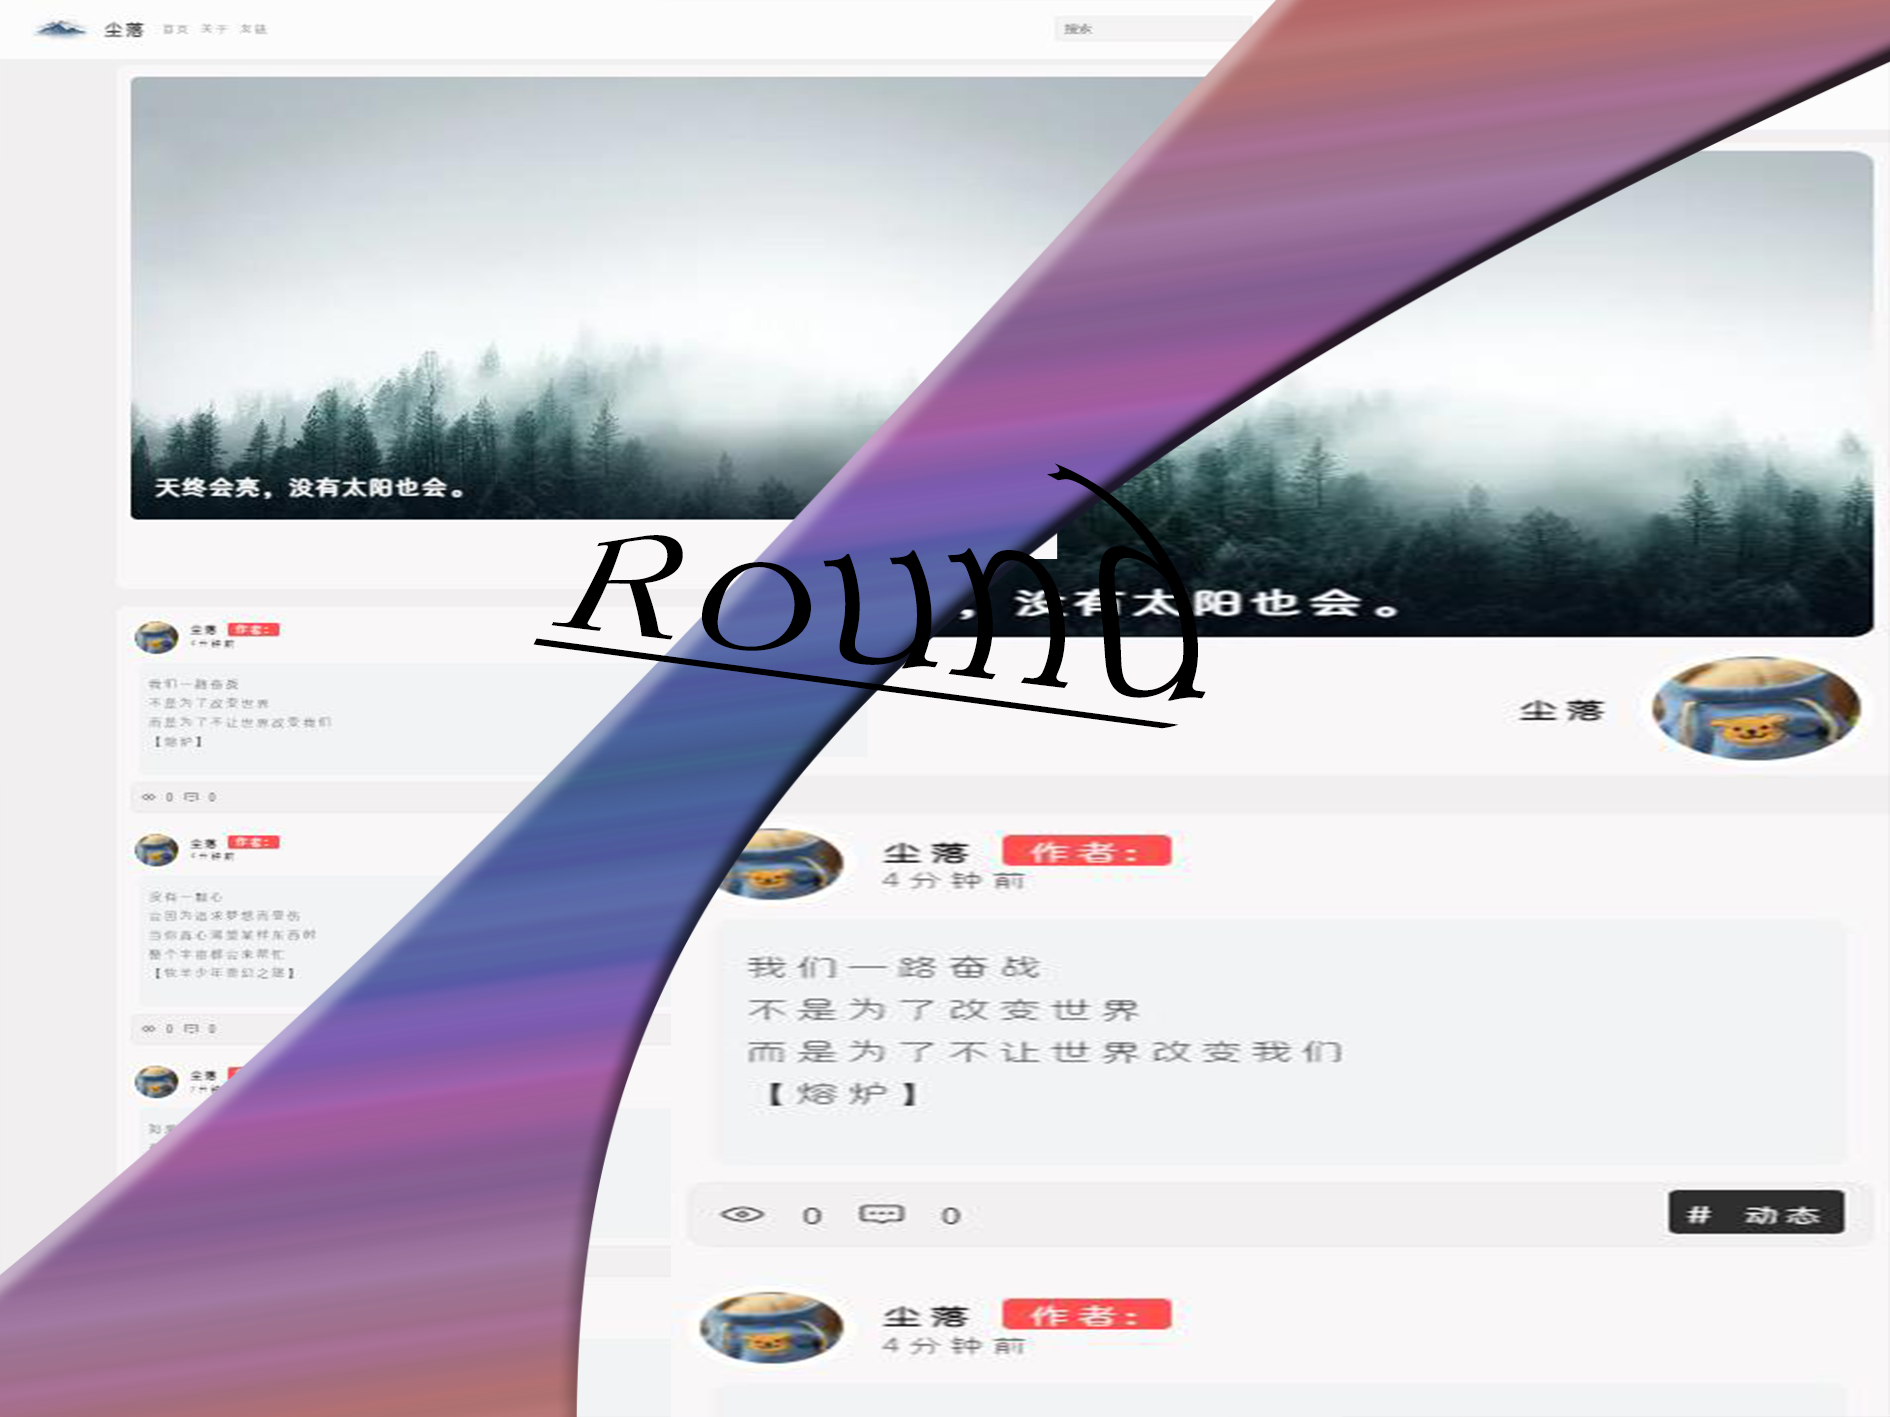 尘落 首页 关于 友链
搜索
天终会亮，没有太阳也会。
尘落 作者：
我们一路奋战
不是为了改变世界
而是为了不让世界改变我们
【熔炉】
0 0
尘落 作者：
没有一颗心
会因为追求梦想而受伤
当你真心渴望某样东西时
整个宇宙都会来帮忙
【牧羊少年奇幻之旅】
0 0
尘落
Round
，没有太阳也会。
尘落
尘落 作者：
4分钟前
我们一路奋战
不是为了改变世界
而是为了不让世界改变我们
【熔炉】
0 0
# 动态
尘落 作者：
4分钟前